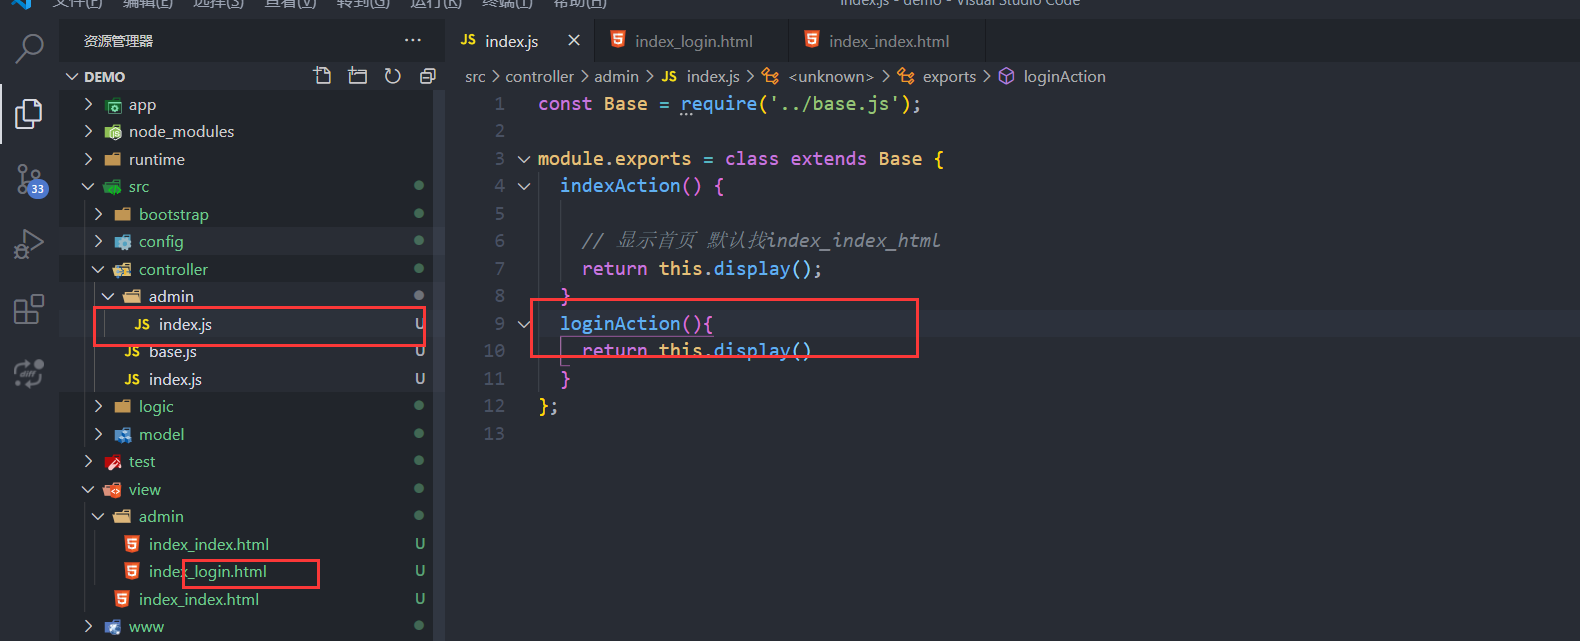 文件(F) 编辑(E) 选择(S) 查看(V) 转到(G) 运行(R) 终端(T) 帮助(H) index.js - demo - Visual Studio Code
资源管理器 ···
JS index.js
index_login.html
index_index.html
DEMO
src > controller > admin > JS index.js > <unknown> > exports > loginAction
app
node_modules
runtime
src
bootstrap
config
controller
admin
JS index.js U
JS base.js U
JS index.js U
logic
model
test
view
admin
index_index.html U
index_login.html U
index_index.html U
www
33
diff
1 const Base = require('../base.js');
2
3 module.exports = class extends Base {
4 indexAction() {
5
6 // 显示首页 默认找index_index_html
7 return this.display();
8 }
9 loginAction(){
10 return this.display()
11 }
12 };
13